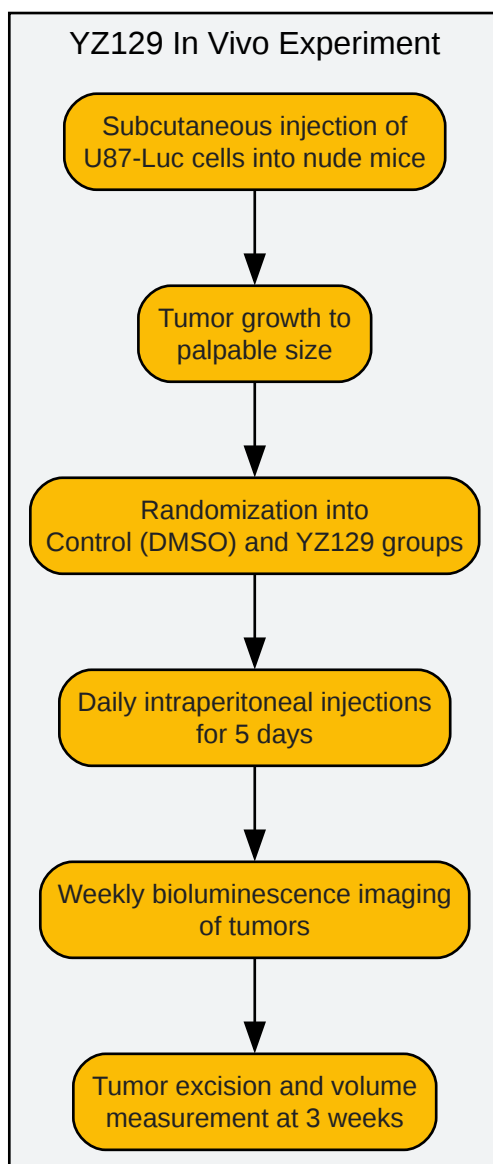 YZ129 In Vivo Experiment
Subcutaneous injection of
U87-Luc cells into nude mice
Tumor growth to
palpable size
Randomization into
Control (DMSO) and YZ129 groups
Daily intraperitoneal injections
for 5 days
Weekly bioluminescence imaging
of tumors
Tumor excision and volume
measurement at 3 weeks